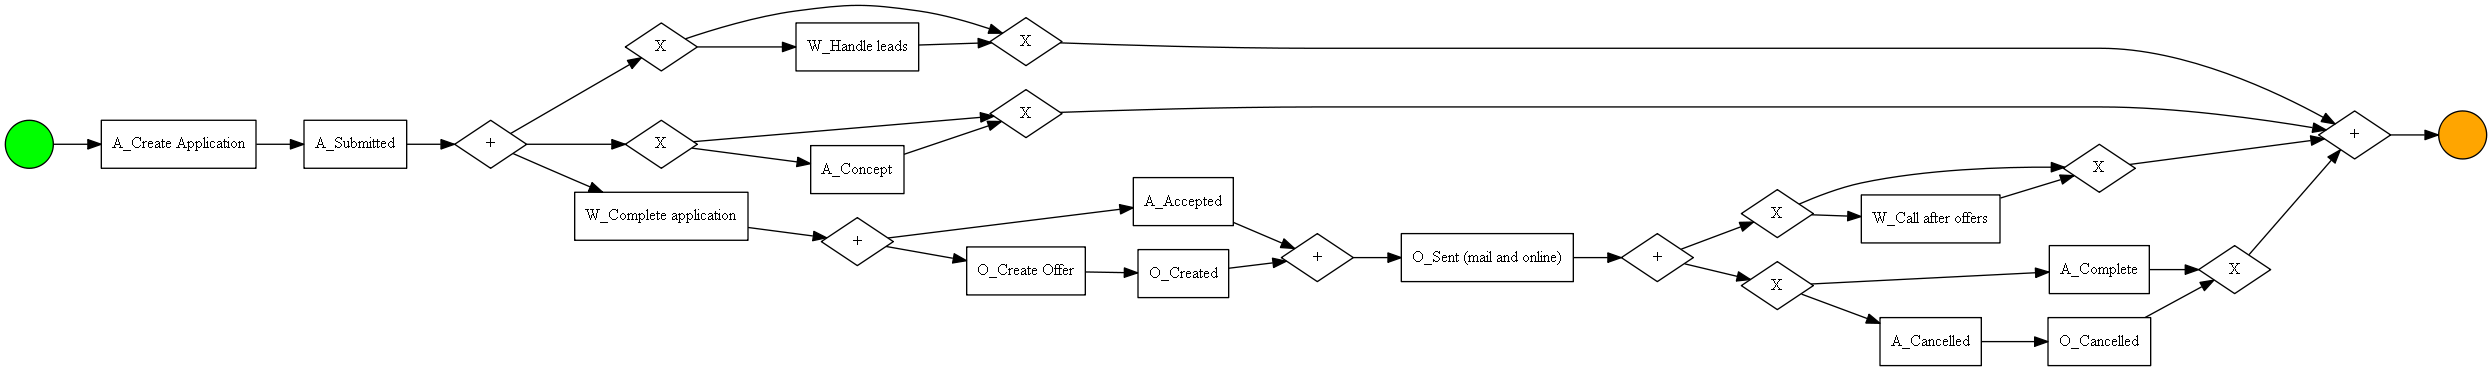 X
W_Handle leads
X
A_Create Application
A_Submitted
+
X
A_Concept
X
+
W_Complete application
+
A_Accepted
O_Create Offer
O_Created
+
O_Sent (mail and online)
+
X
W_Call after offers
X
X
A_Complete
X
A_Cancelled
O_Cancelled